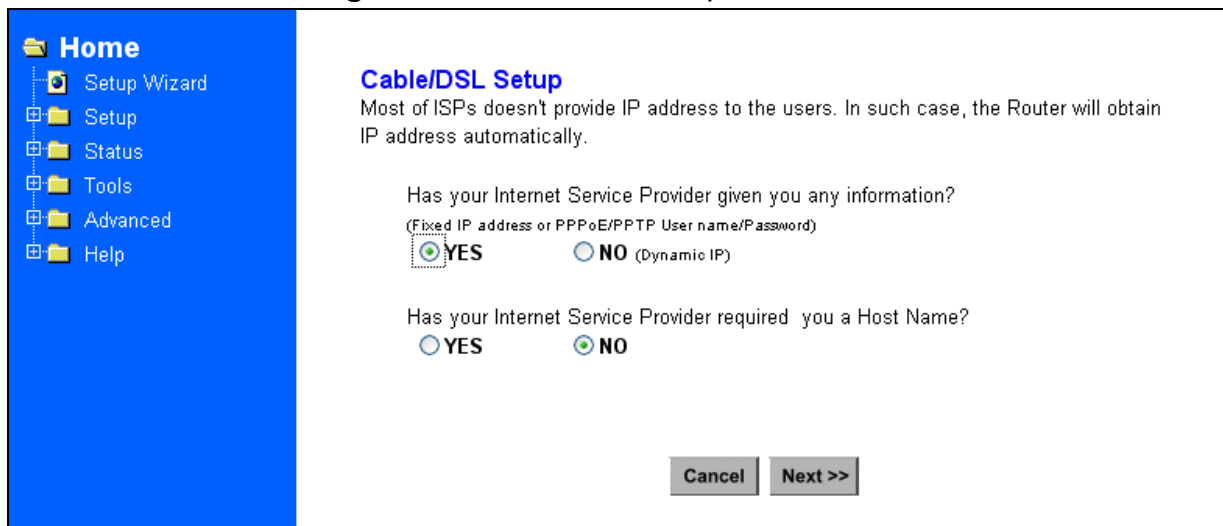 Home
Setup Wizard
Setup
Status
Tools
Advanced
Help
Cable/DSL Setup
Most of ISPs doesn't provide IP address to the users. In such case, the Router will obtain
IP address automatically.
Has your Internet Service Provider given you any information?
(Fixed IP address or PPPoE/PPTP User name/Password)
YES NO (Dynamic IP)
Has your Internet Service Provider required you a Host Name?
YES NO
Cancel Next >>